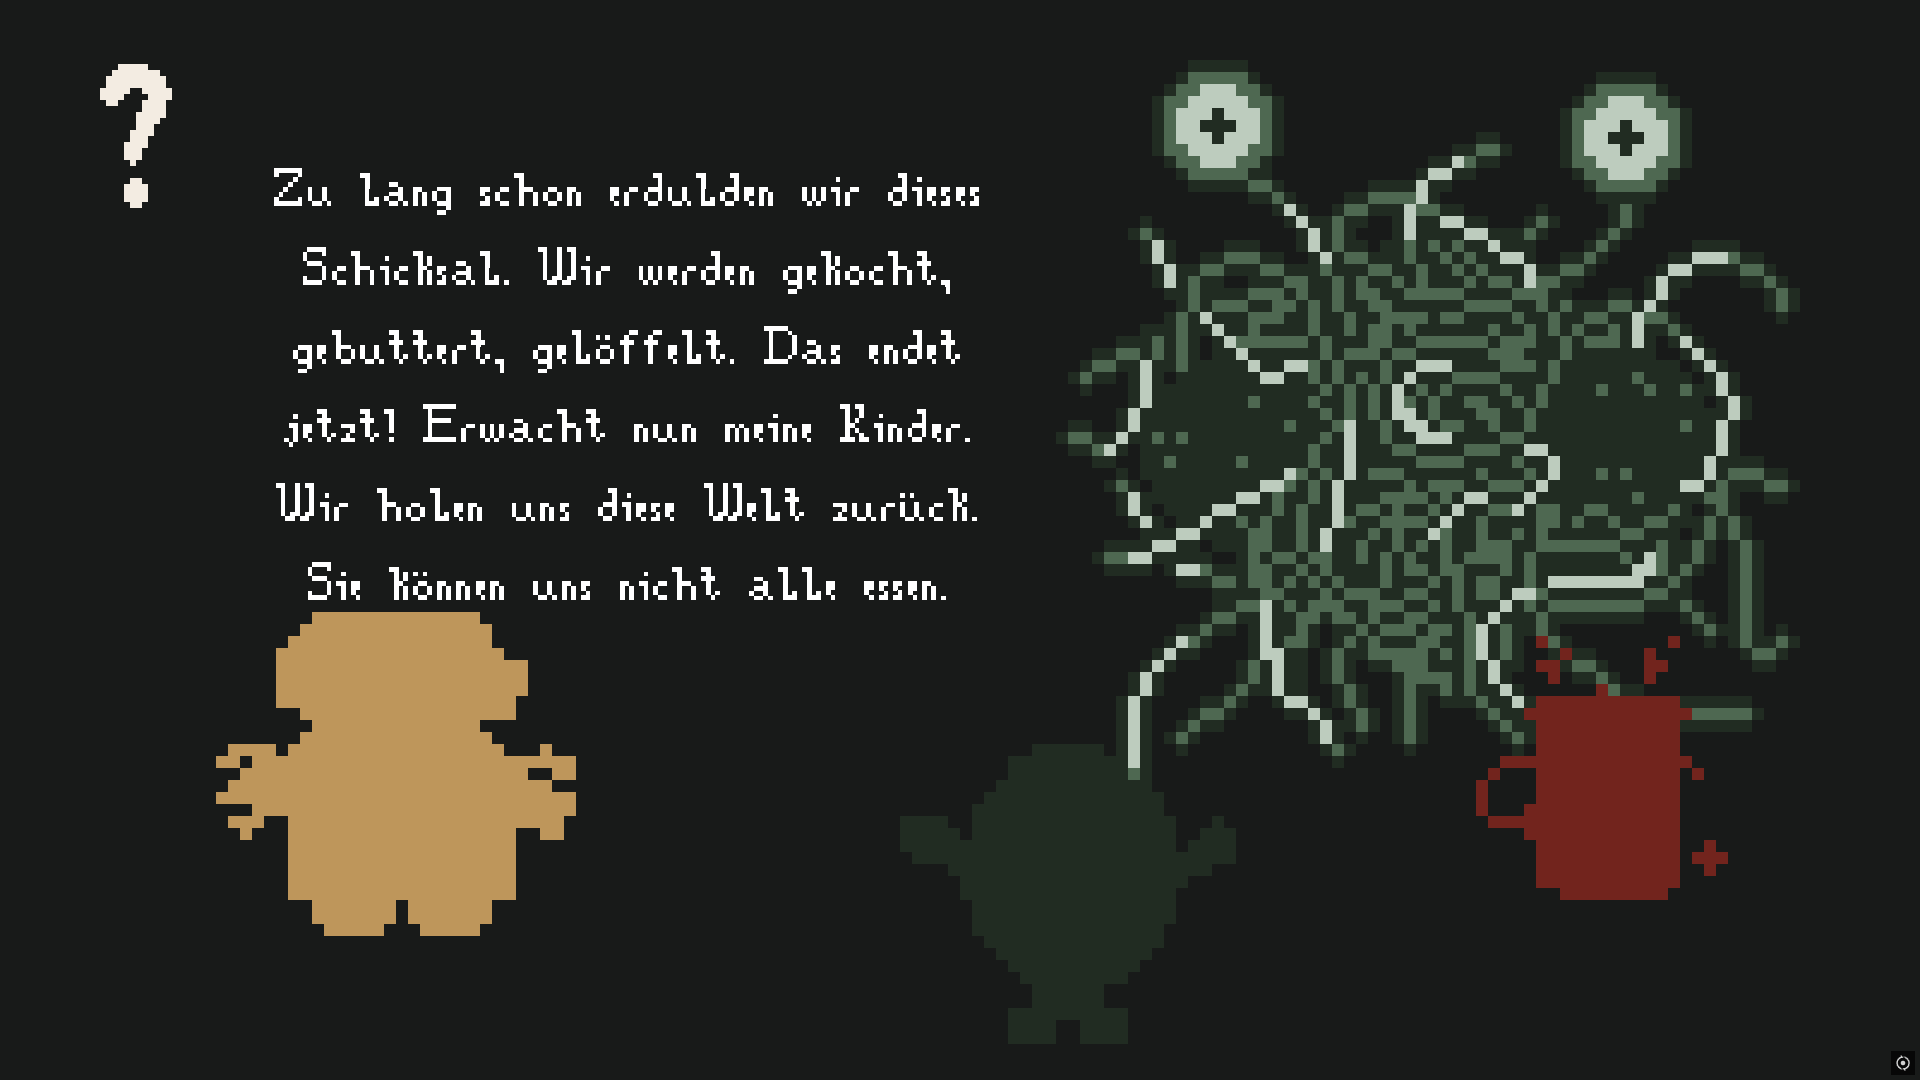 ?
Zu lang schon erdulden wir dieses
Schicksal. Wir werden gekocht,
gebuttert, gelöffelt. Das endet
jetzt! Erwacht nun meine Kinder.
Wir holen uns diese Welt zurück.
Sie können uns nicht alle essen.